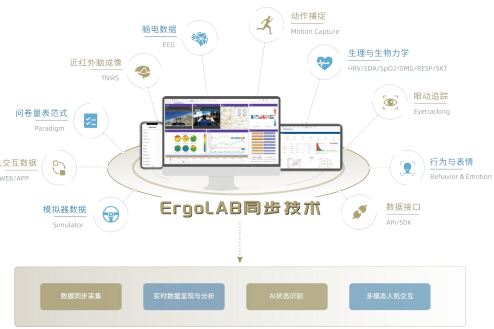 动作捕捉
Motion Capture
脑电数据
EEG
生理与生物力学
HRV/EDA/SpO2/EMG/RESP/SKT
近红外脑成像
fNIRS
眼动追踪
Eyetracking
问卷量表范式
Paradigm
交互数据
WEB/APP
行为与表情
Behavior & Emotion
模拟器数据
Simulator
数据接口
API/SDK
ErgoLAB同步技术
数据同步采集
实时数据呈现与分析
AI状态识别
多模态人机交互